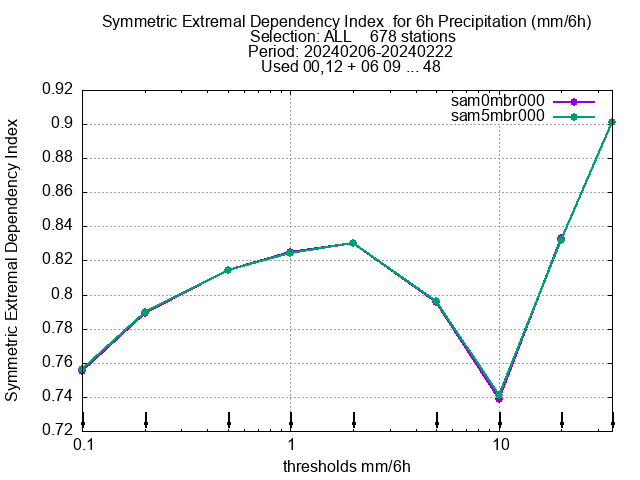 Symmetric Extremal Dependency Index  for 6h Precipitation (mm/6h)
Selection: ALL    678 stations
Period: 20240206-20240222
Used 00,12 + 06 09 ... 48
sam0mbr000
sam5mbr000
Symmetric Extremal Dependency Index
0.92
0.9
0.88
0.86
0.84
0.82
0.8
0.78
0.76
0.74
0.72
0.1 1 10
thresholds mm/6h